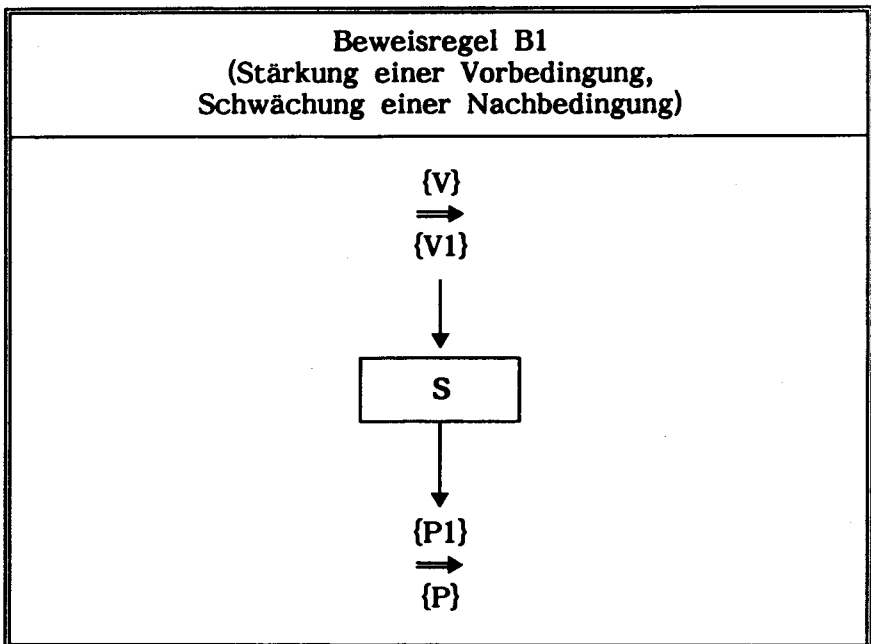 Beweisregel B1
(Stärkung einer Vorbedingung,
Schwächung einer Nachbedingung)
{V}
{V1}
S
{P1}
{P}